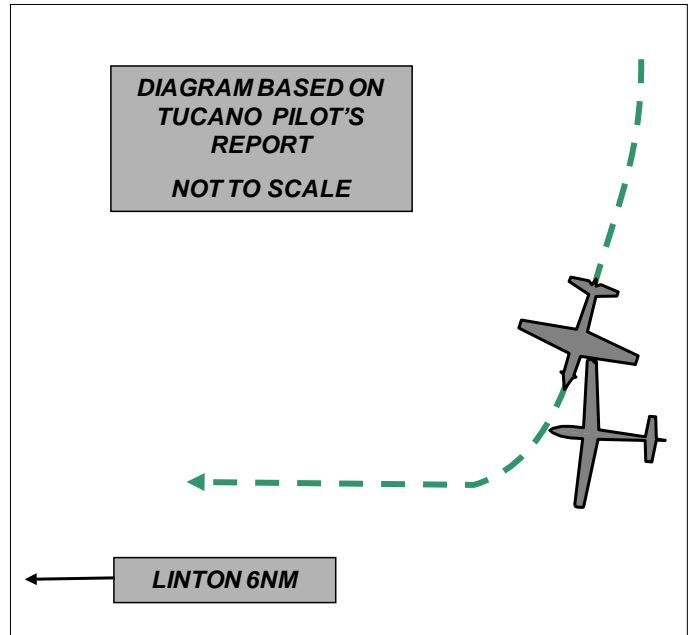 DIAGRAM BASED ON
TUCANO PILOT'S
REPORT
NOT TO SCALE
LINTON 6NM